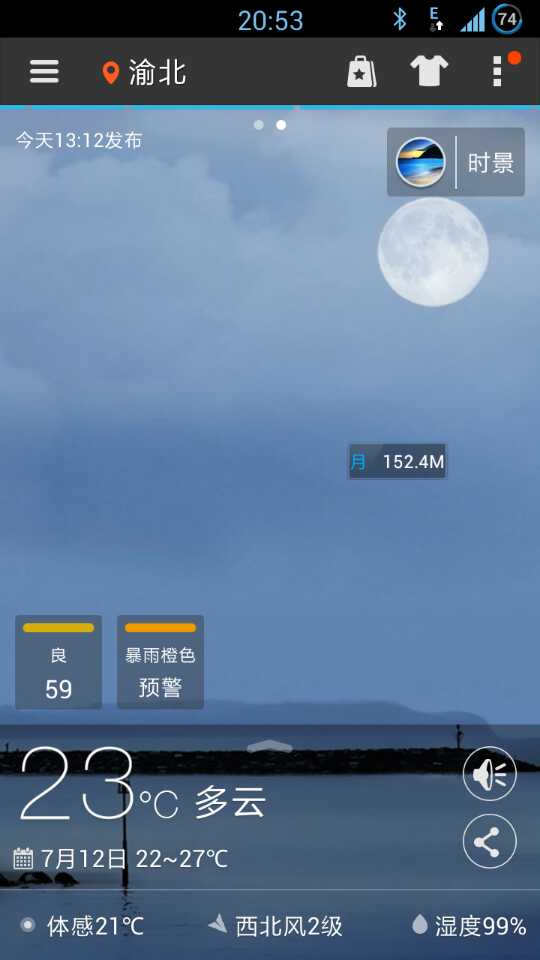 20:53
E
74
渝北
今天13:12发布
时景
月 152.4M
良
59
暴雨橙色
预警
23℃ 多云
7月12日 22~27℃
体感21℃
西北风2级
湿度99%